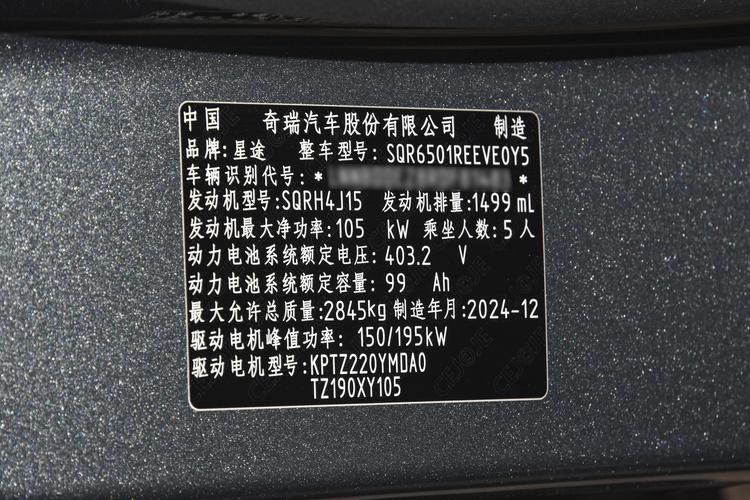 中国 奇瑞汽车股份有限公司 制造
品牌:星途 整车型号: SQR6501REEVE0Y5
车辆识别代号: * *
发动机型号:SQRH4J15 发动机排量:1499 mL
发动机最大净功率:105 kW 乘坐人数:5 人
动力电池系统额定电压: 403.2 V
动力电池系统额定容量: 99 Ah
最大允许总质量:2845kg 制造年月:2024-12
驱动电机峰值功率: 150/195kW
驱动电机型号:KPTZ220YMDA0
TZ190XY105